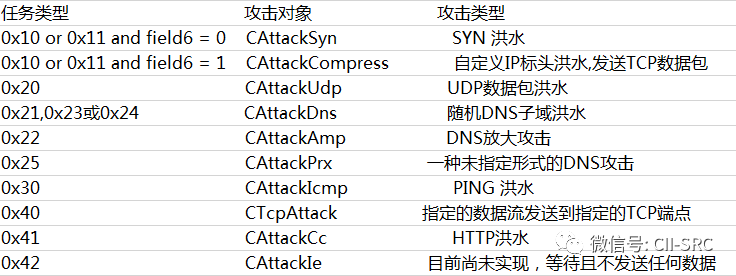 任务类型 攻击对象 攻击类型
0x10 or 0x11 and field6 = 0 CAttackSyn SYN 洪水
0x10 or 0x11 and field6 = 1 CAttackCompress 自定义IP标头洪水,发送TCP数据包
0x20 CAttackUdp UDP数据包洪水
0x21,0x23或0x24 CAttackDns 随机DNS子域洪水
0x22 CAttackAmp DNS放大攻击
0x25 CAttackPrx 一种未指定形式的DNS攻击
0x30 CAttackIcmp PING 洪水
0x40 CTcpAttack 指定的数据流发送到指定的TCP端点
0x41 CAttackCc HTTP洪水
微信号: CII-SRC
0x42 CAttackIe 目前尚未实现，等待且不发送任何数据